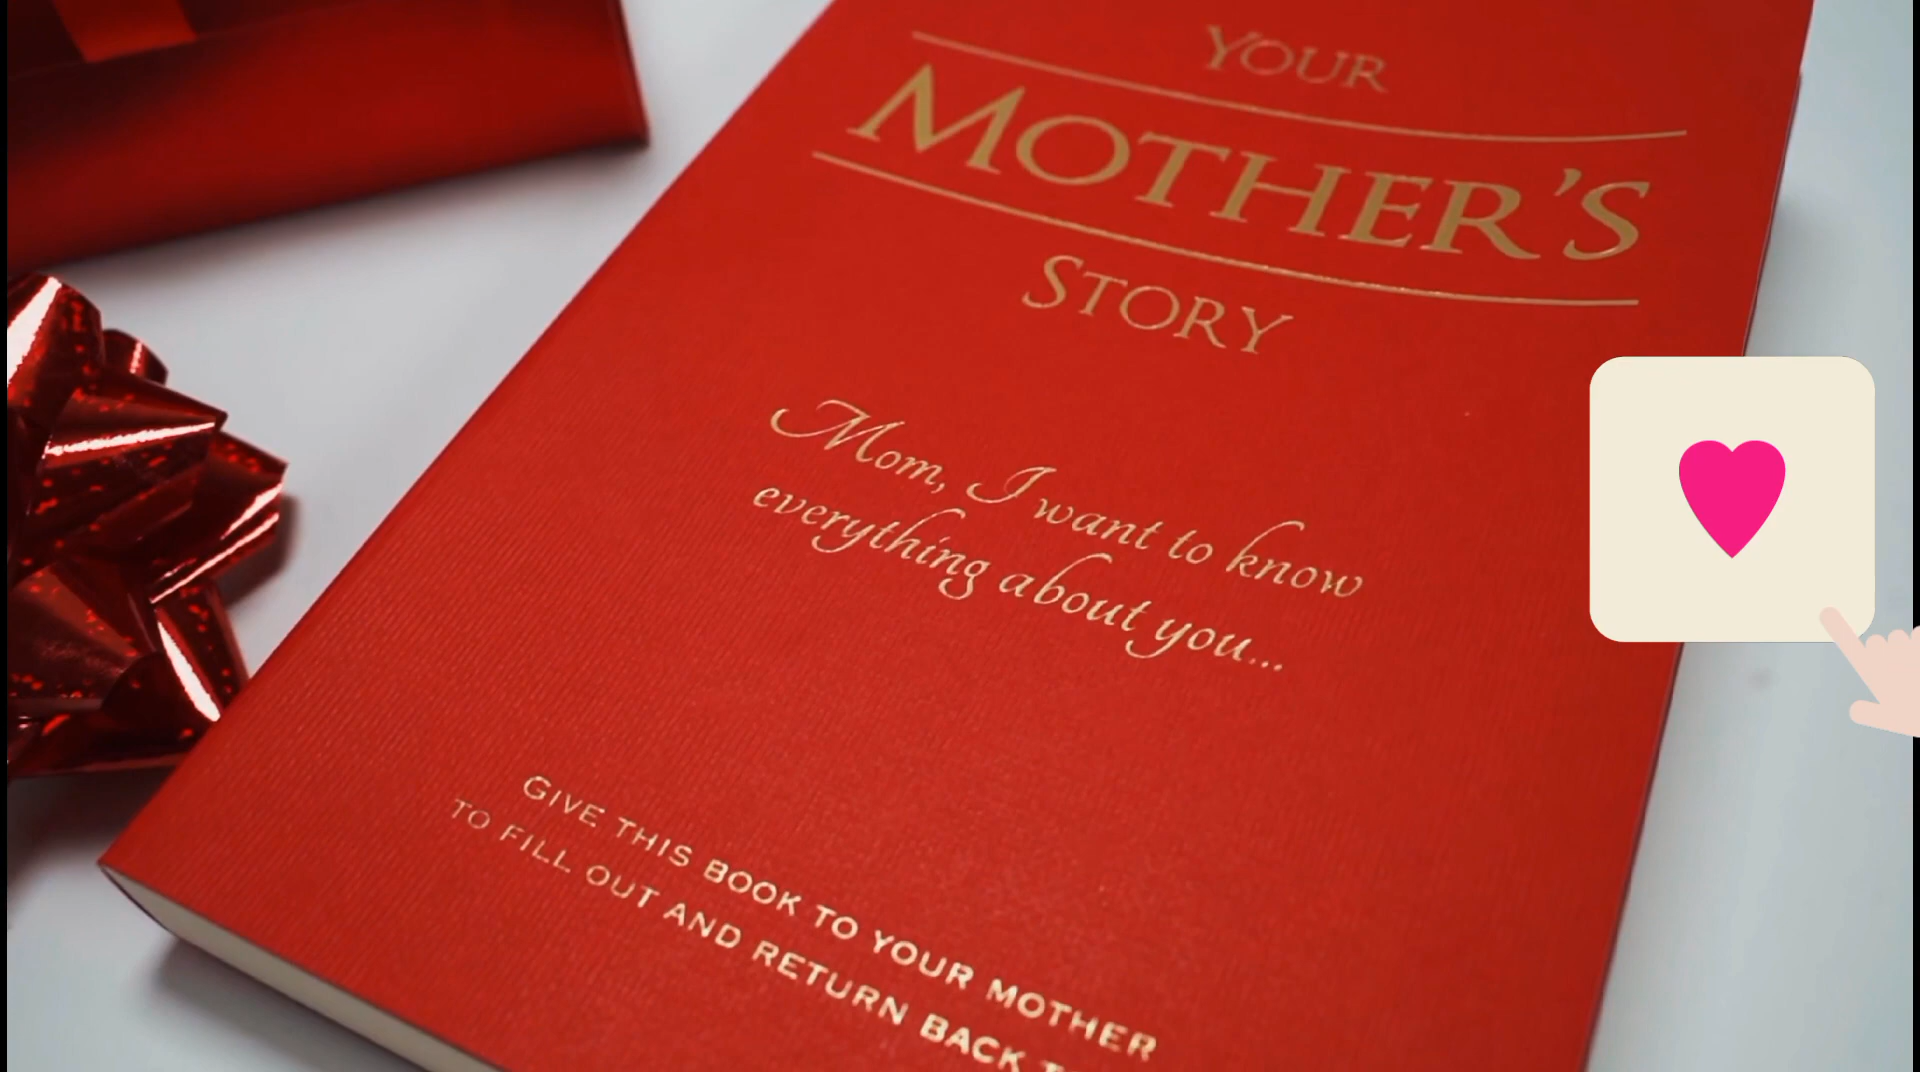 YOUR
MOTHER'S
STORY
Mom, I want to know
everything about you...
GIVE THIS BOOK TO YOUR MOTHER
TO FILL OUT AND RETURN BACK